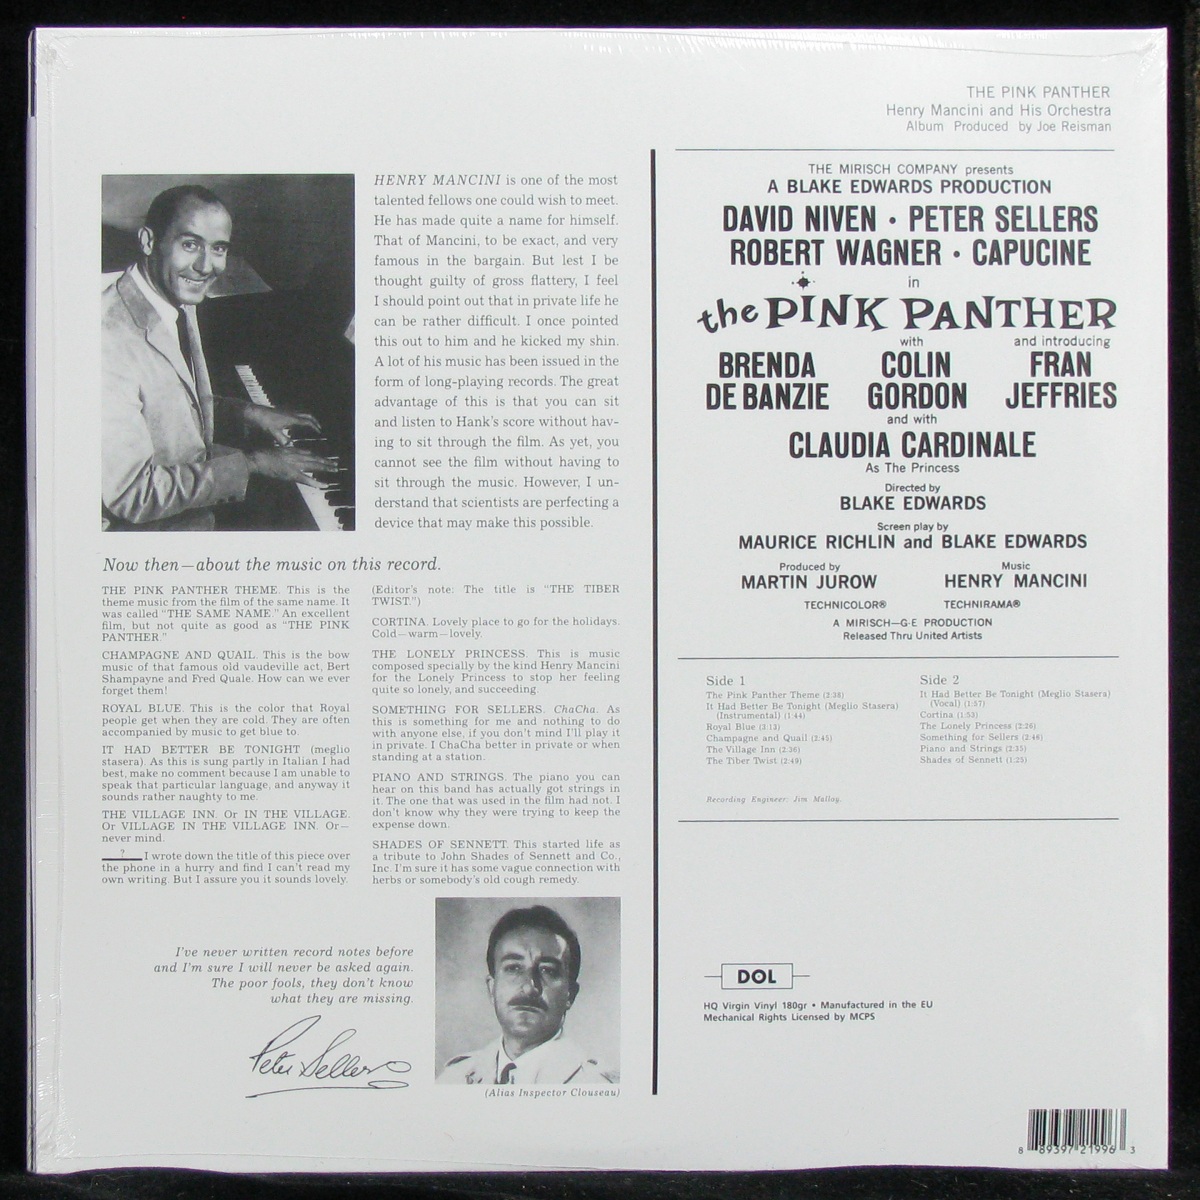 THE PINK PANTHER
Henry Mancini and His Orchestra
Album Produced by Joe Reisman
HENRY MANCINI is one of the most
talented fellows one could wish to meet.
He has made quite a name for himself.
That of Mancini, to be exact, and very
famous in the bargain. But lest I be
thought guilty of gross flattery, I feel
I should point out that in private life he
can be rather difficult. I once pointed
this out to him and he kicked my shin.
A lot of his music has been issued in the
form of long-playing records. The great
advantage of this is that you can sit
and listen to Hank's score without hav-
ing to sit through the film. As yet, you
cannot see the film without having to
sit through the music. However, I un-
derstand that scientists are perfecting a
device that may make this possible.
Now then—about the music on this record.
THE PINK PANTHER THEME. This is the
theme music from the film of the same name. It
was called "THE SAME NAME." An excellent
film, but not quite as good as "THE PINK
PANTHER."
CHAMPAGNE AND QUAIL. This is the bow
music of that famous old vaudeville act, Bert
Shampayne and Fred Quale. How can we ever
forget them!
ROYAL BLUE. This is the color that Royal
people get when they are cold. They are often
accompanied by music to get blue to.
IT HAD BETTER BE TONIGHT (meglio
stasera). As this is sung partly in Italian I had
best, make no comment because I am unable to
speak that particular language, and anyway it
sounds rather naughty to me.
THE VILLAGE INN. Or IN THE VILLAGE.
Or VILLAGE IN THE VILLAGE INN. Or—
never mind.
? I wrote down the title of this piece over
the phone in a hurry and find I can't read my
own writing. But I assure you it sounds lovely.
(Editor's note: The title is "THE TIBER
TWIST.")
CORTINA. Lovely place to go for the holidays.
Cold—warm—lovely.
THE LONELY PRINCESS. This is music
composed specially by the kind Henry Mancini
for the Lonely Princess to stop her feeling
quite so lonely, and succeeding.
SOMETHING FOR SELLERS. ChaCha. As
this is something for me and nothing to do
with anyone else, if you don't mind I'll play it
in private. I ChaCha better in private or when
standing at a station.
PIANO AND STRINGS. The piano you can
hear on this band has actually got strings in
it. The one that was used in the film had not. I
don't know why they were trying to keep the
expense down.
SHADES OF SENNETT. This started life as
a tribute to John Shades of Sennett and Co.,
Inc. I'm sure it has some vague connection with
herbs or somebody's old cough remedy.
I've never written record notes before
and I'm sure I will never be asked again.
The poor fools, they don't know
what they are missing.
Peter Sellers
(Alias Inspector Clouseau)
THE MIRISCH COMPANY presents
A BLAKE EDWARDS PRODUCTION
DAVID NIVEN • PETER SELLERS
ROBERT WAGNER • CAPUCINE
in
the PINK PANTHER
with and introducing
BRENDA COLIN FRAN
DE BANZIE GORDON JEFFRIES
and with
CLAUDIA CARDINALE
As The Princess
Directed by
BLAKE EDWARDS
Screen play by
MAURICE RICHLIN and BLAKE EDWARDS
Produced by Music
MARTIN JUROW HENRY MANCINI
TECHNICOLOR® TECHNIRAMA®
A MIRISCH—G·E PRODUCTION
Released Thru United Artists
Side 1
The Pink Panther Theme (2:38)
It Had Better Be Tonight (Meglio Stasera)
(Instrumental) (1:44)
Royal Blue (3:13)
Champagne and Quail (2:45)
The Village Inn (2:36)
The Tiber Twist (2:49)
Side 2
It Had Better Be Tonight (Meglio Stasera)
(Vocal) (1:57)
Cortina (1:53)
The Lonely Princess (2:26)
Something for Sellers (2:46)
Piano and Strings (2:35)
Shades of Sennett (1:25)
Recording Engineer: Jim Malloy.
DOL
HQ Virgin Vinyl 180gr • Manufactured in the EU
Mechanical Rights Licensed by MCPS
8 89397 21996 3